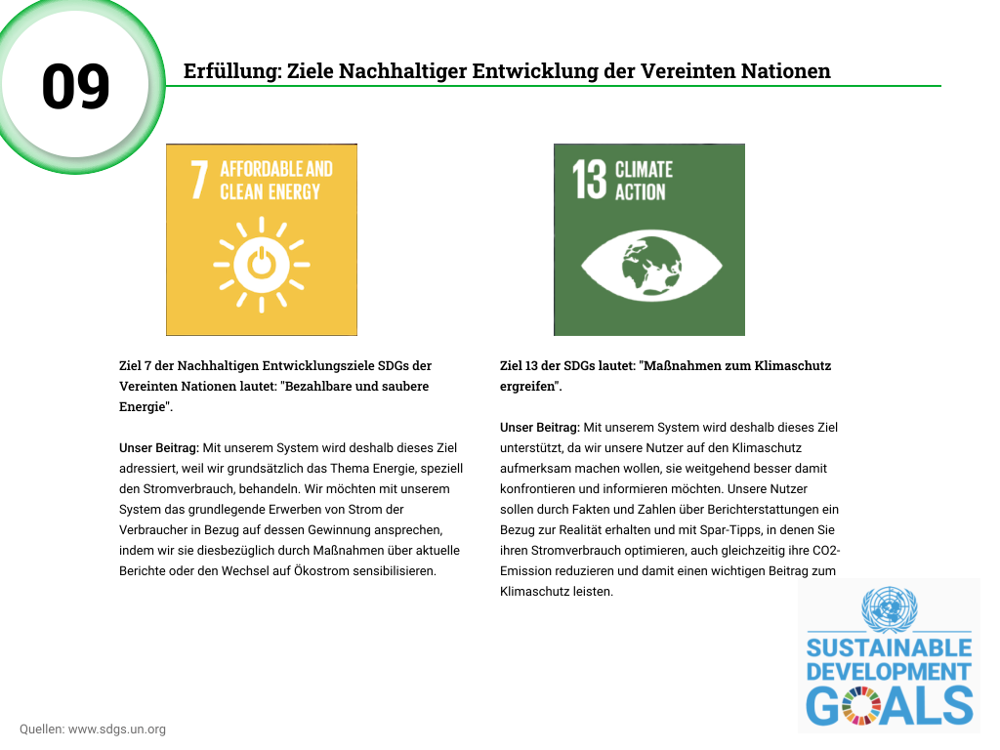 09
Erfüllung: Ziele Nachhaltiger Entwicklung der Vereinten Nationen
7 AFFORDABLE AND
CLEAN ENERGY
13 CLIMATE
ACTION
Ziel 7 der Nachhaltigen Entwicklungsziele SDGs der
Vereinten Nationen lautet: "Bezahlbare und saubere
Energie".
Unser Beitrag: Mit unserem System wird deshalb dieses Ziel
adressiert, weil wir grundsätzlich das Thema Energie, speziell
den Stromverbrauch, behandeln. Wir möchten mit unserem
System das grundlegende Erwerben von Strom der
Verbraucher in Bezug auf dessen Gewinnung ansprechen,
indem wir sie diesbezüglich durch Maßnahmen über aktuelle
Berichte oder den Wechsel auf Ökostrom sensibilisieren.
Ziel 13 der SDGs lautet: "Maßnahmen zum Klimaschutz
ergreifen".
Unser Beitrag: Mit unserem System wird deshalb dieses Ziel
unterstützt, da wir unsere Nutzer auf den Klimaschutz
aufmerksam machen wollen, sie weitgehend besser damit
konfrontieren und informieren möchten. Unsere Nutzer
sollen durch Fakten und Zahlen über Berichterstattungen ein
Bezug zur Realität erhalten und mit Spar-Tipps, in denen Sie
ihren Stromverbrauch optimieren, auch gleichzeitig ihre CO2-
Emission reduzieren und damit einen wichtigen Beitrag zum
Klimaschutz leisten.
SUSTAINABLE
DEVELOPMENT
GOALS
Quellen: www.sdgs.un.org